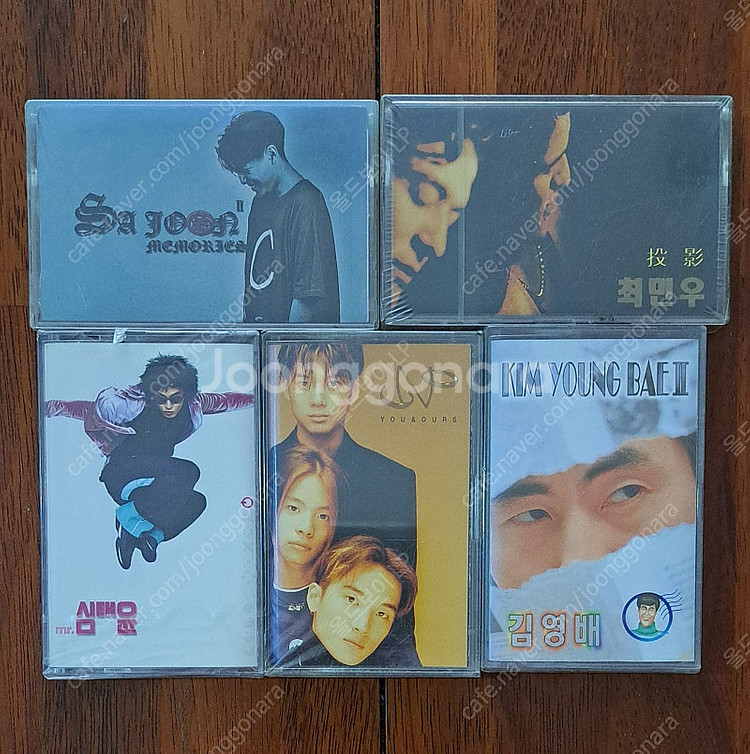 SA JOON II
MEMORIES
投影
최민우
mr. 심태윤
YOU & OURS
KIM YOUNG BAE II
김영배
Joonggonara
cafe.naver.com/joonggonara